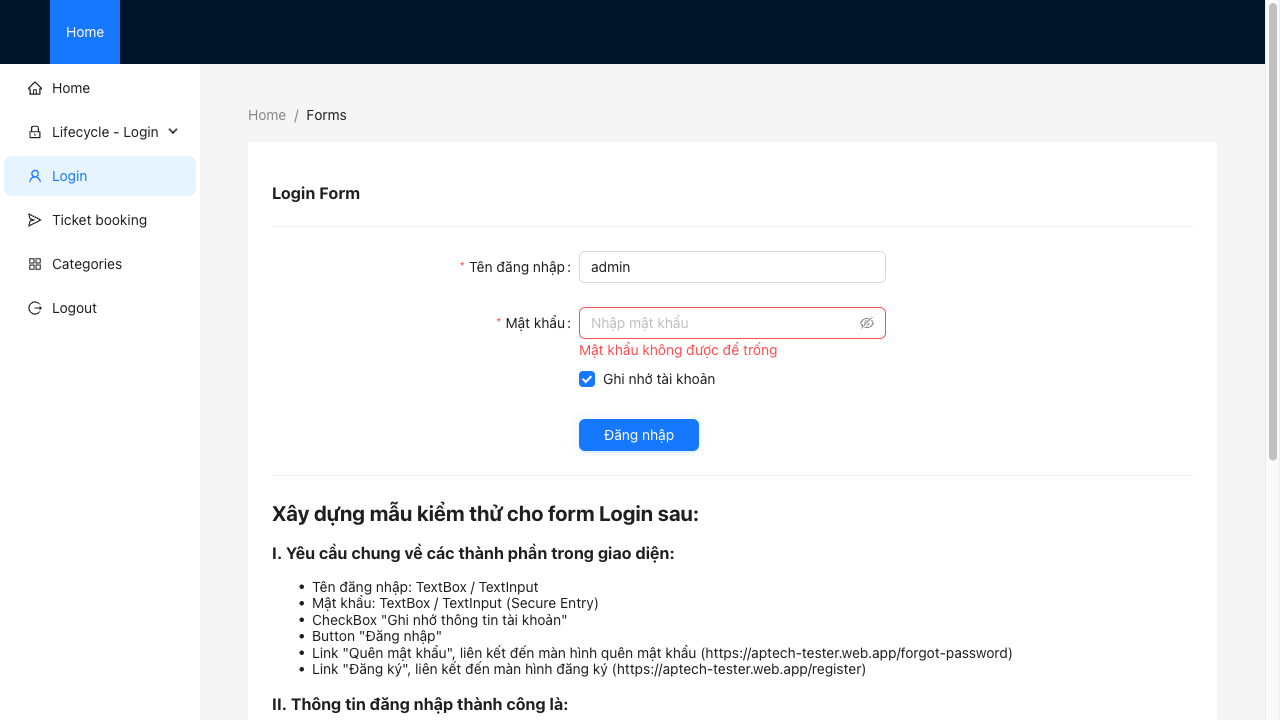 Home
Home
Lifecycle - Login
Login
Ticket booking
Categories
Logout
Home / Forms
Login Form
* Tên đăng nhập:
admin
* Mật khẩu:
Nhập mật khẩu
Mật khẩu không được để trống
Ghi nhớ tài khoản
Đăng nhập
Xây dựng mẫu kiểm thử cho form Login sau:
I. Yêu cầu chung về các thành phần trong giao diện:
• Tên đăng nhập: TextBox / TextInput
• Mật khẩu: TextBox / TextInput (Secure Entry)
• CheckBox "Ghi nhớ thông tin tài khoản"
• Button "Đăng nhập"
• Link "Quên mật khẩu", liên kết đến màn hình quên mật khẩu (https://aptech-tester.web.app/forgot-password)
• Link "Đăng ký", liên kết đến màn hình đăng ký (https://aptech-tester.web.app/register)
II. Thông tin đăng nhập thành công là: